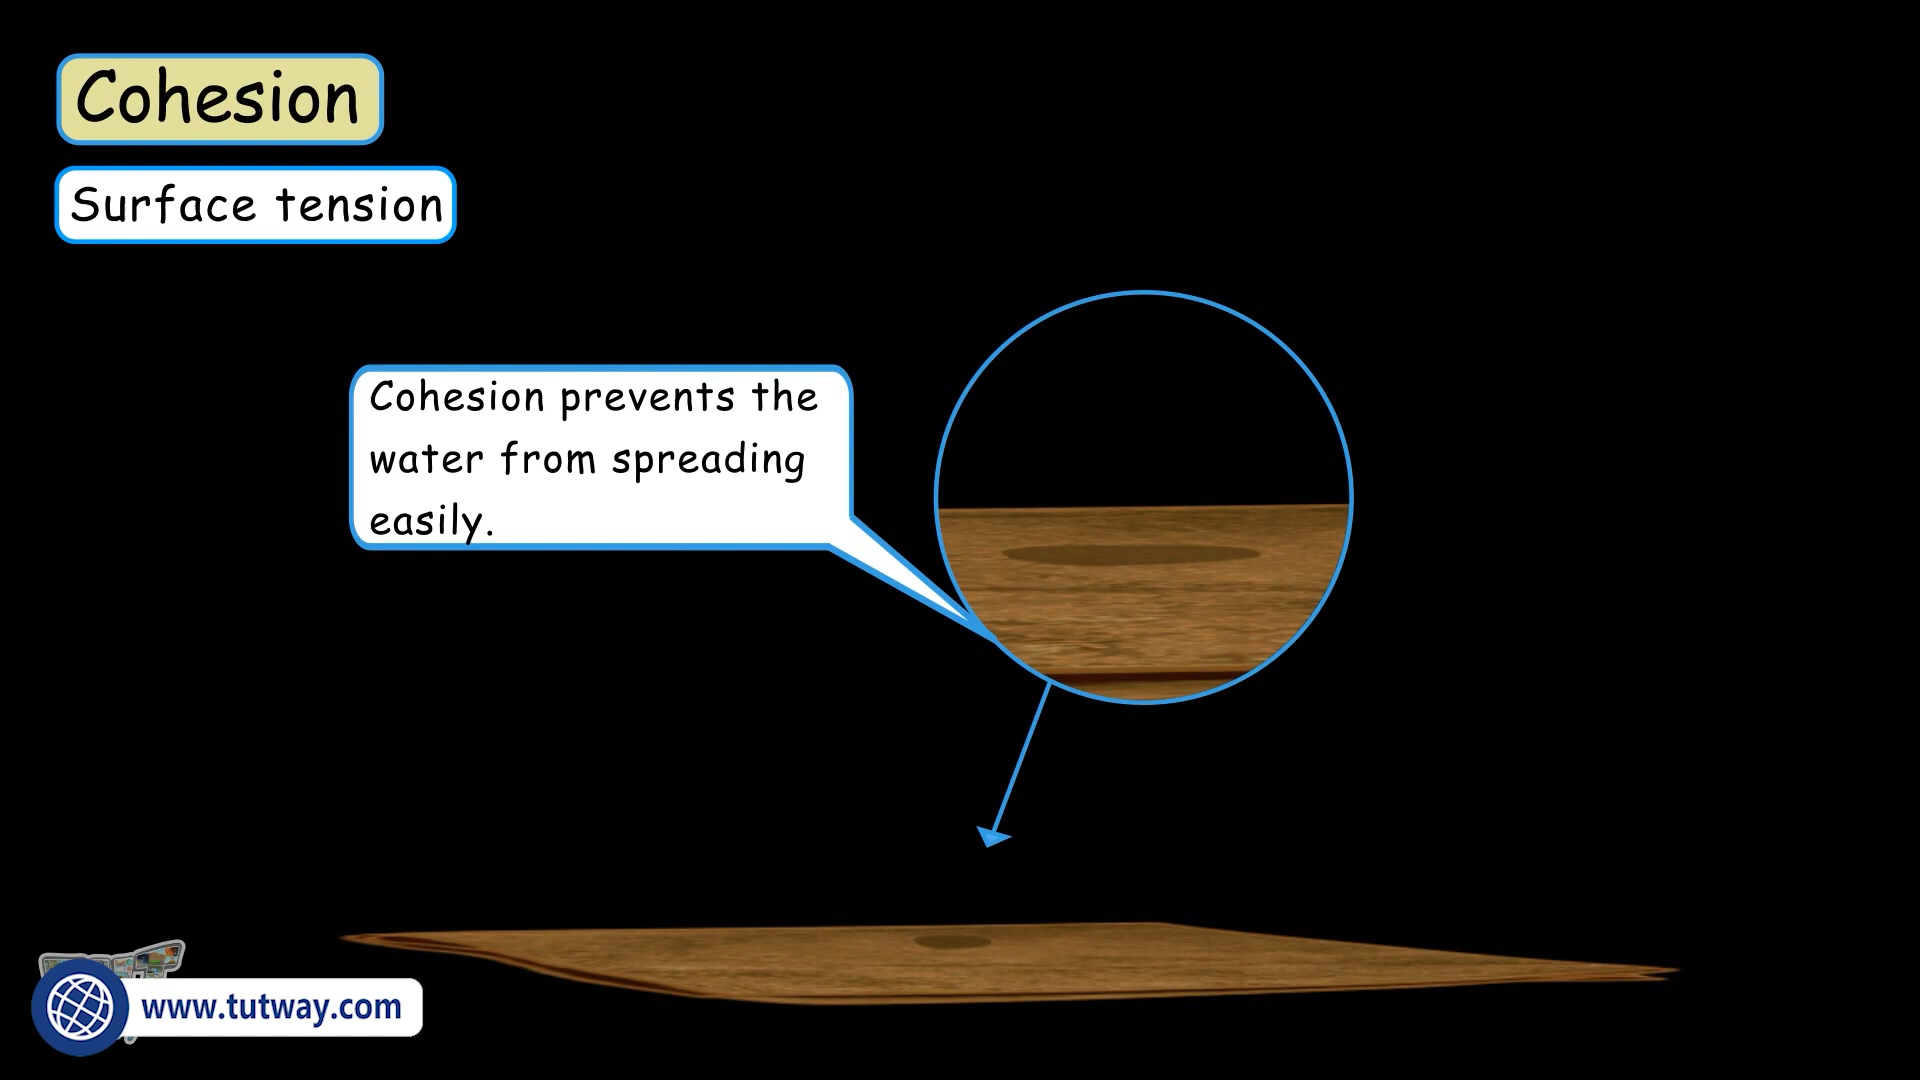 Cohesion
Surface tension
Cohesion prevents the
water from spreading
easily.
www.tutway.com